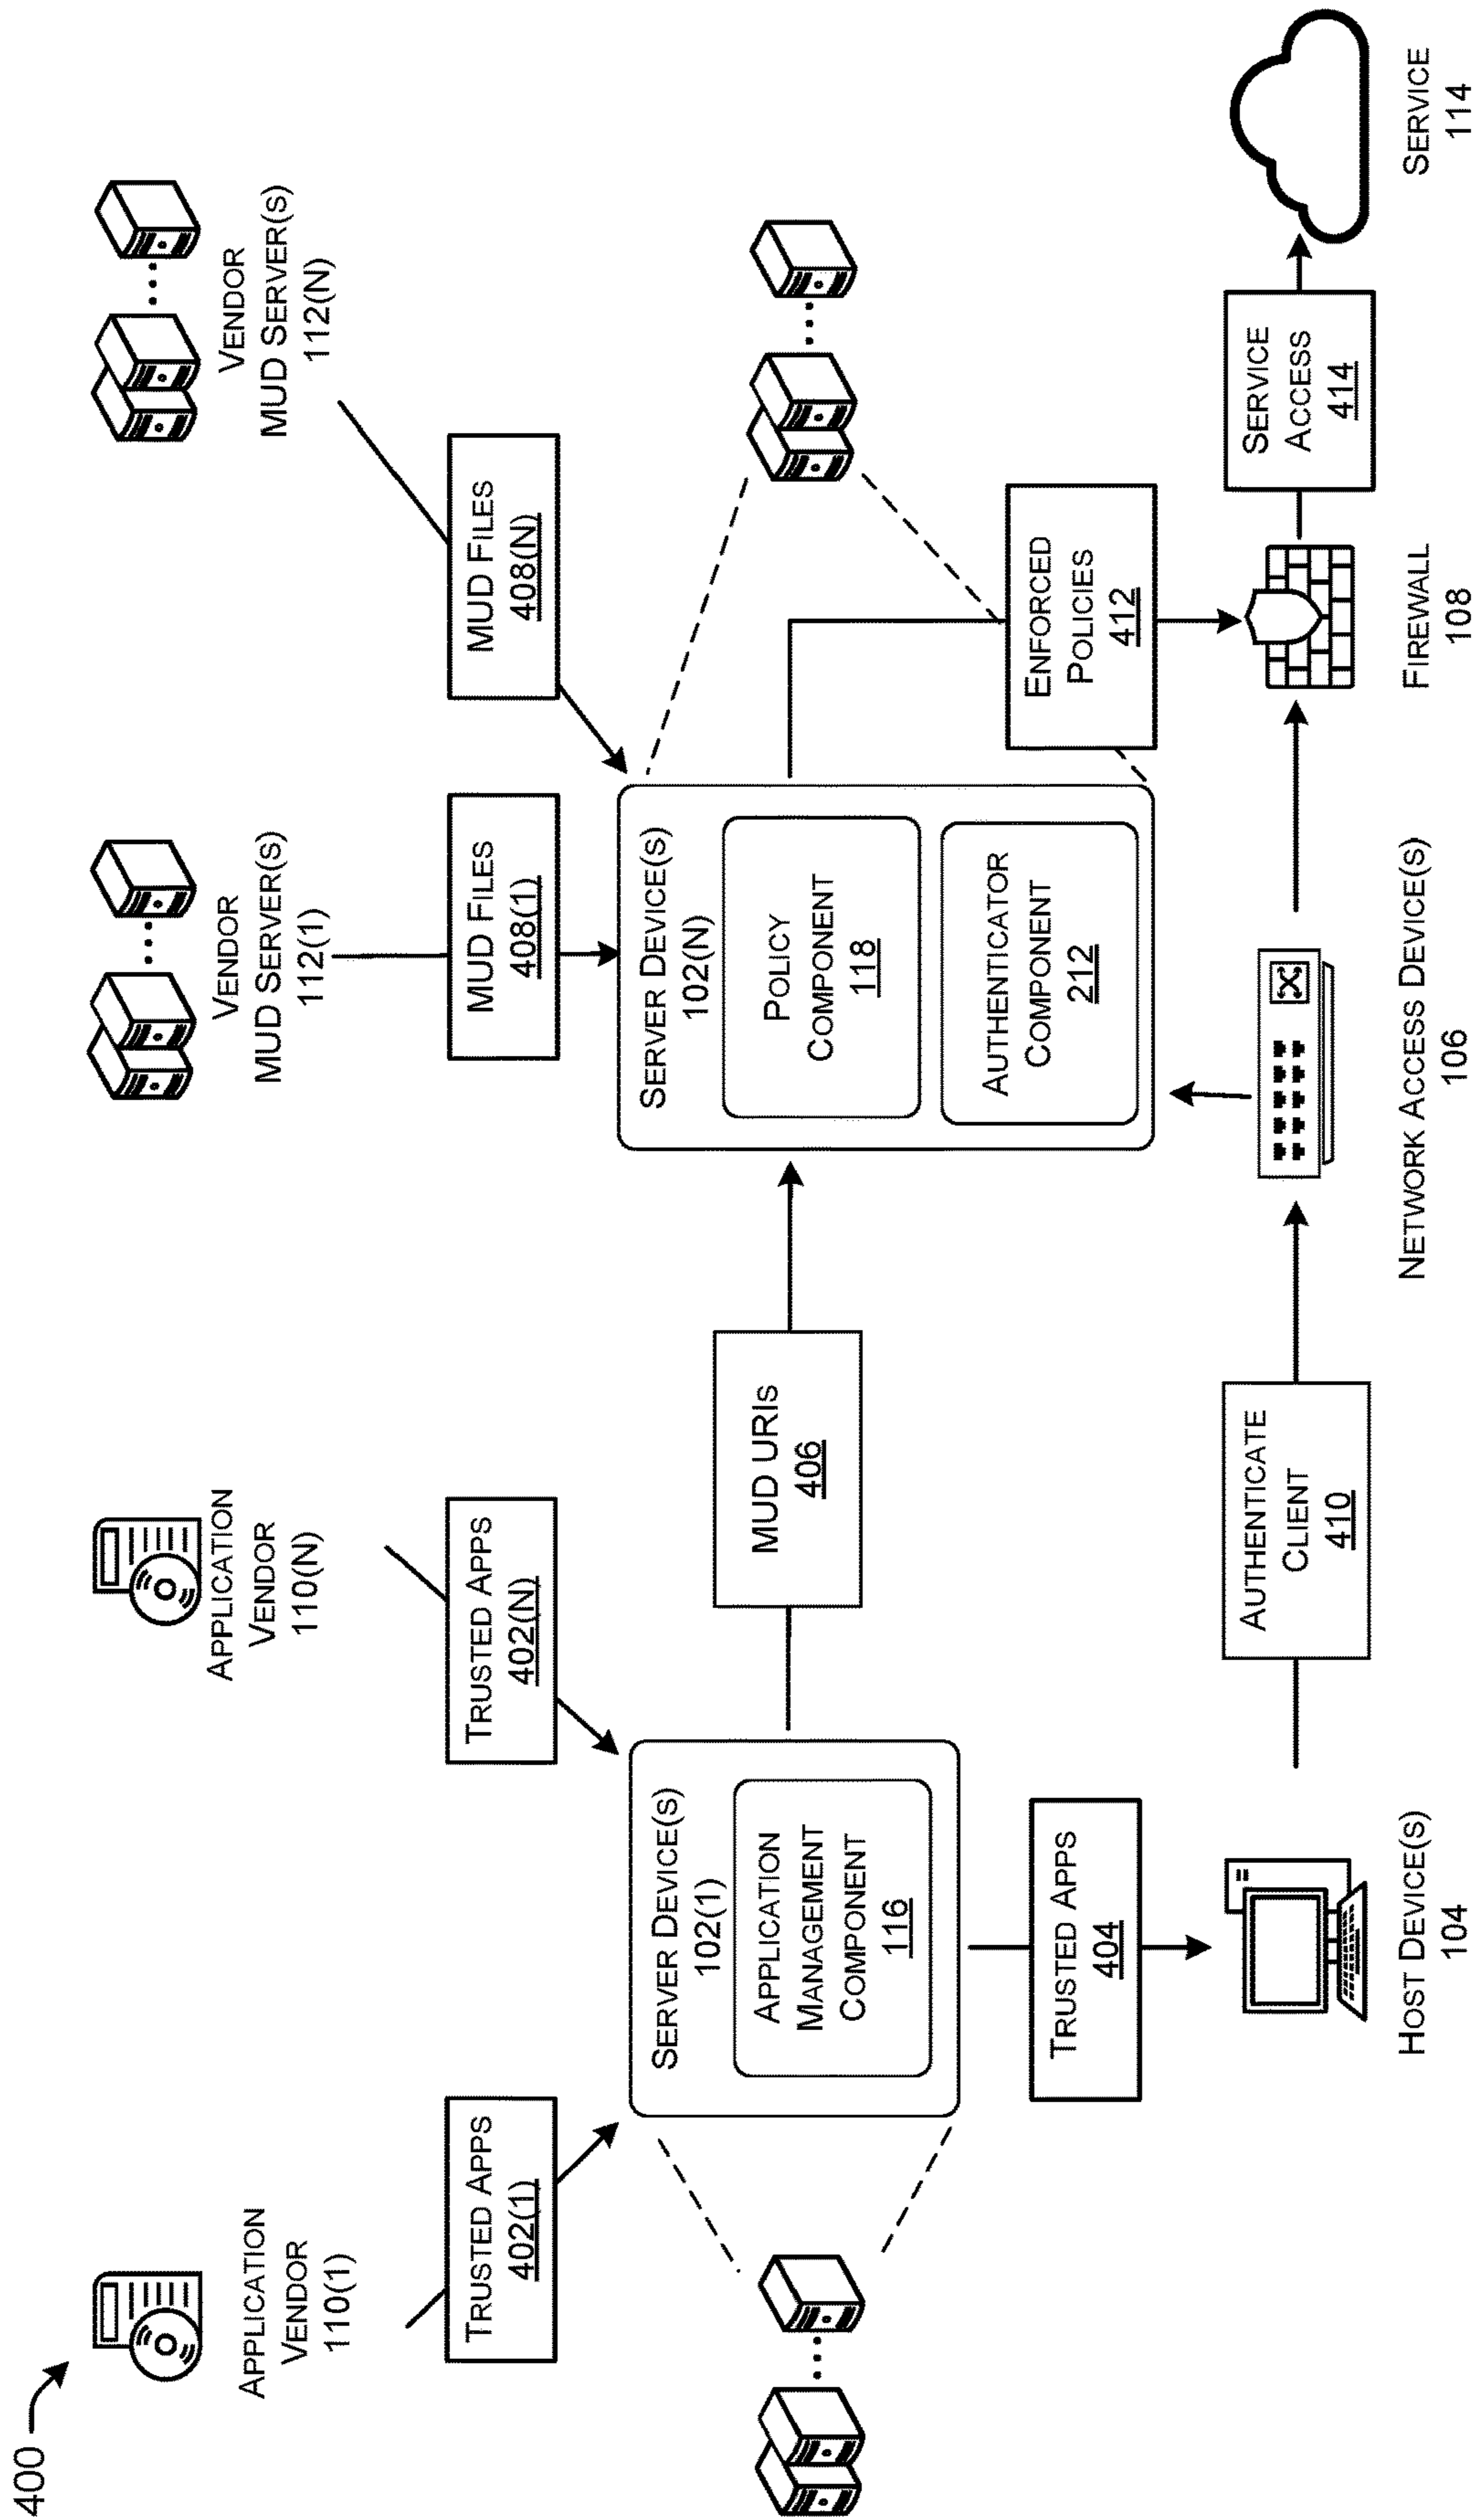 400
APPLICATION
VENDOR
110(1)
APPLICATION
VENDOR
110(N)
VENDOR
MUD SERVER(S)
112(1)
VENDOR
MUD SERVER(S)
112(N)
TRUSTED APPS
402(1)
TRUSTED APPS
402(N)
MUD FILES
408(1)
MUD FILES
408(N)
SERVER DEVICE(S)
102(1)
APPLICATION
MANAGEMENT
COMPONENT
116
MUD URIS
406
SERVER DEVICE(S)
102(N)
POLICY
COMPONENT
118
AUTHENTICATOR
COMPONENT
212
TRUSTED APPS
404
ENFORCED
POLICIES
412
AUTHENTICATE
CLIENT
410
SERVICE
ACCESS
414
HOST DEVICE(S)
104
NETWORK ACCESS DEVICE(S)
106
FIREWALL
108
SERVICE
114